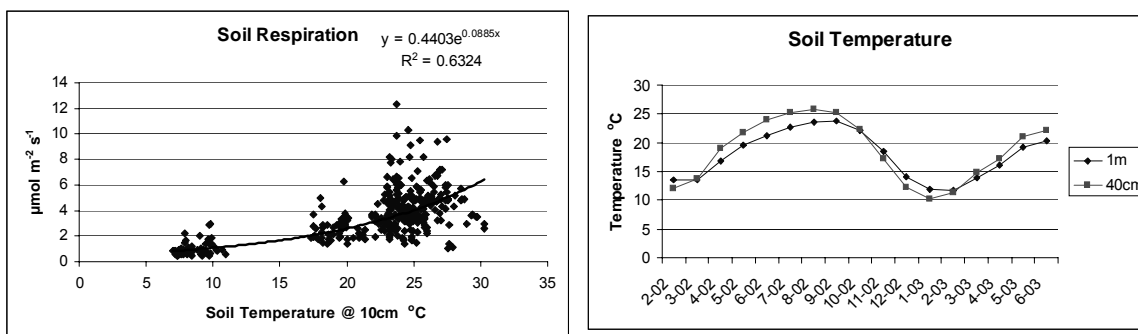 Soil Respiration
y = 0.4403e^0.0885x
R² = 0.6324
14
12
10
8
6
4
2
0
µmol m⁻² s⁻¹
0 5 10 15 20 25 30 35
Soil Temperature @ 10cm °C
Soil Temperature
30
25
20
15
10
5
0
Temperature °C
2-02 3-02 4-02 5-02 6-02 7-02 8-02 9-02 10-02 11-02 12-02 1-03 2-03 3-03 4-03 5-03 6-03
1m
40cm